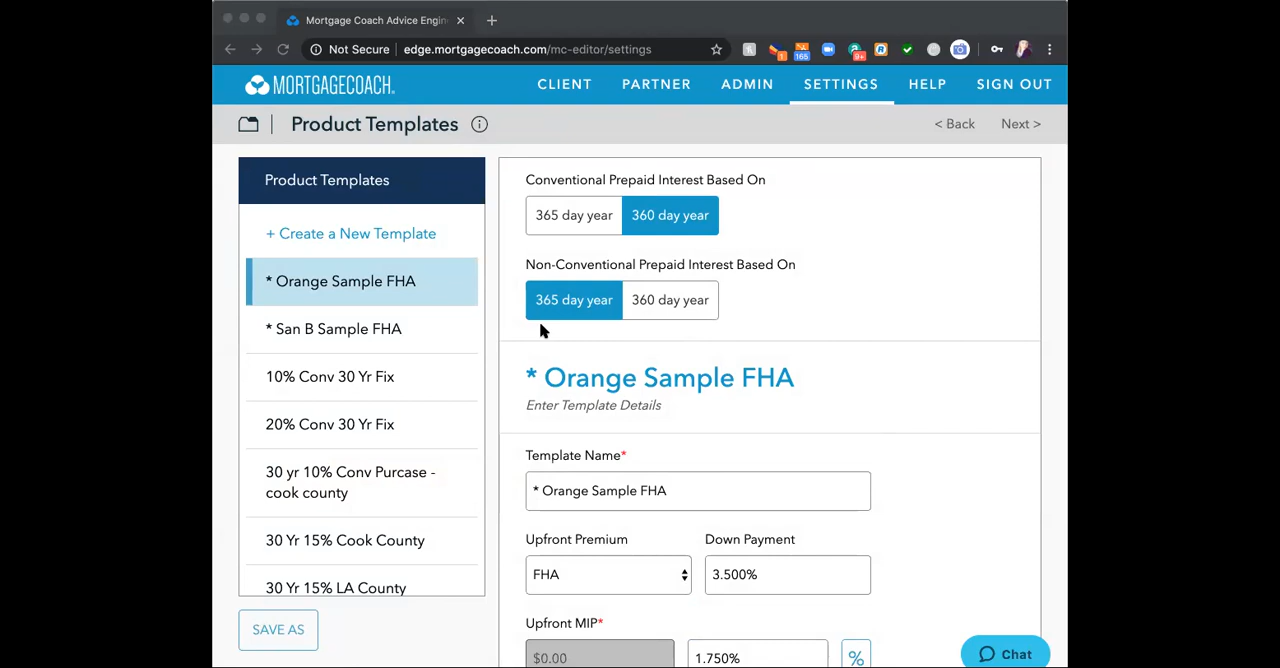 Mortgage Coach Advice Engin
Not Secure edge.mortgagecoach.com/mc-editor/settings
1 165 9+
MORTGAGECOACH. CLIENT PARTNER ADMIN SETTINGS HELP SIGN OUT
Product Templates < Back Next >
Product Templates
+ Create a New Template
* Orange Sample FHA
* San B Sample FHA
10% Conv 30 Yr Fix
20% Conv 30 Yr Fix
30 yr 10% Conv Purcase -
cook county
30 Yr 15% Cook County
30 Yr 15% LA County
SAVE AS
Conventional Prepaid Interest Based On
365 day year 360 day year
Non-Conventional Prepaid Interest Based On
365 day year 360 day year
* Orange Sample FHA
Enter Template Details
Template Name*
* Orange Sample FHA
Upfront Premium Down Payment
FHA 3.500%
Upfront MIP*
$0.00 1.750% %
Chat